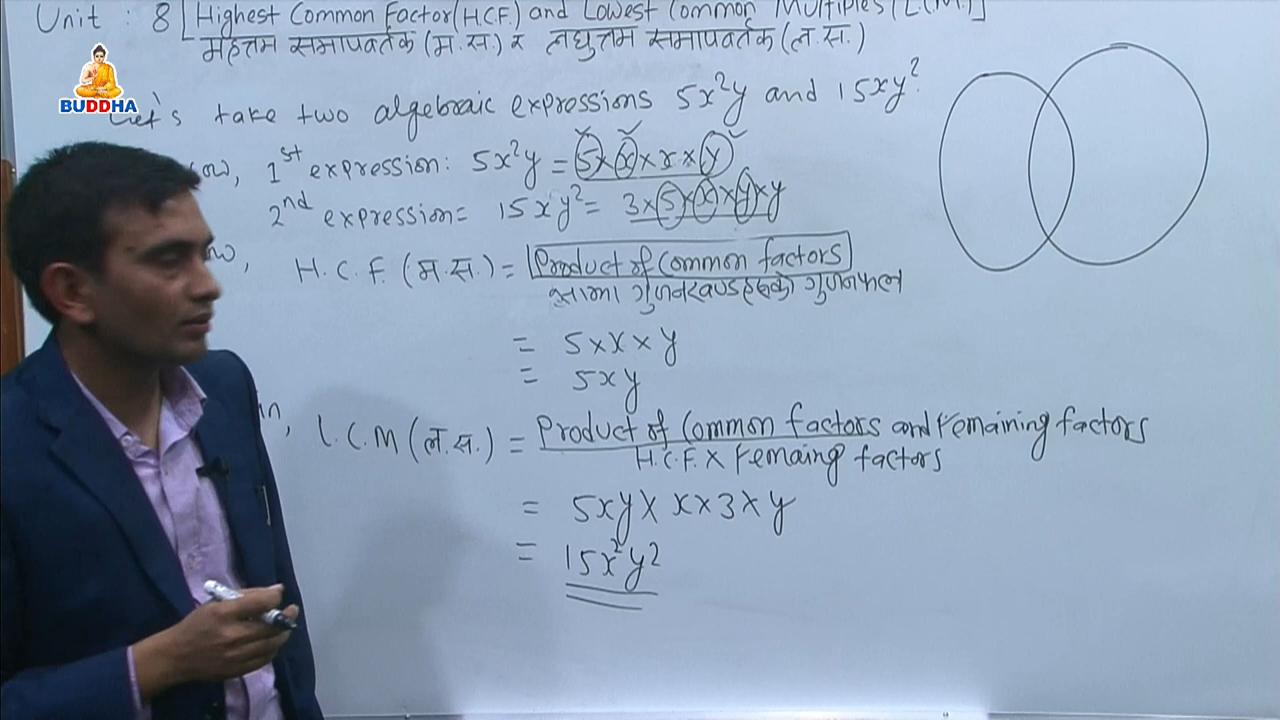 Unit : 8 [Highest Common Factor (H.C.F.) and Lowest Common Multiples (L.C.M.)]
महत्तम समापवर्तक (म.स.) र लघुत्तम समापवर्तक (ल.स.)
BUDDHA
Let's take two algebraic expressions 5x²y and 15xy².
1st expression: 5x²y = 5 × x × x × y
2nd expression = 15xy² = 3 × 5 × x × y × y
H.C.F. (म.स.) = Product of Common factors
गुणनखण्डहरूको गुणनफल
= 5 × x × y
= 5xy
L.C.M (ल.स.) = Product of Common factors and remaining factors
H.C.F. × remaing factors
= 5xy × x × 3 × y
= 15x²y²